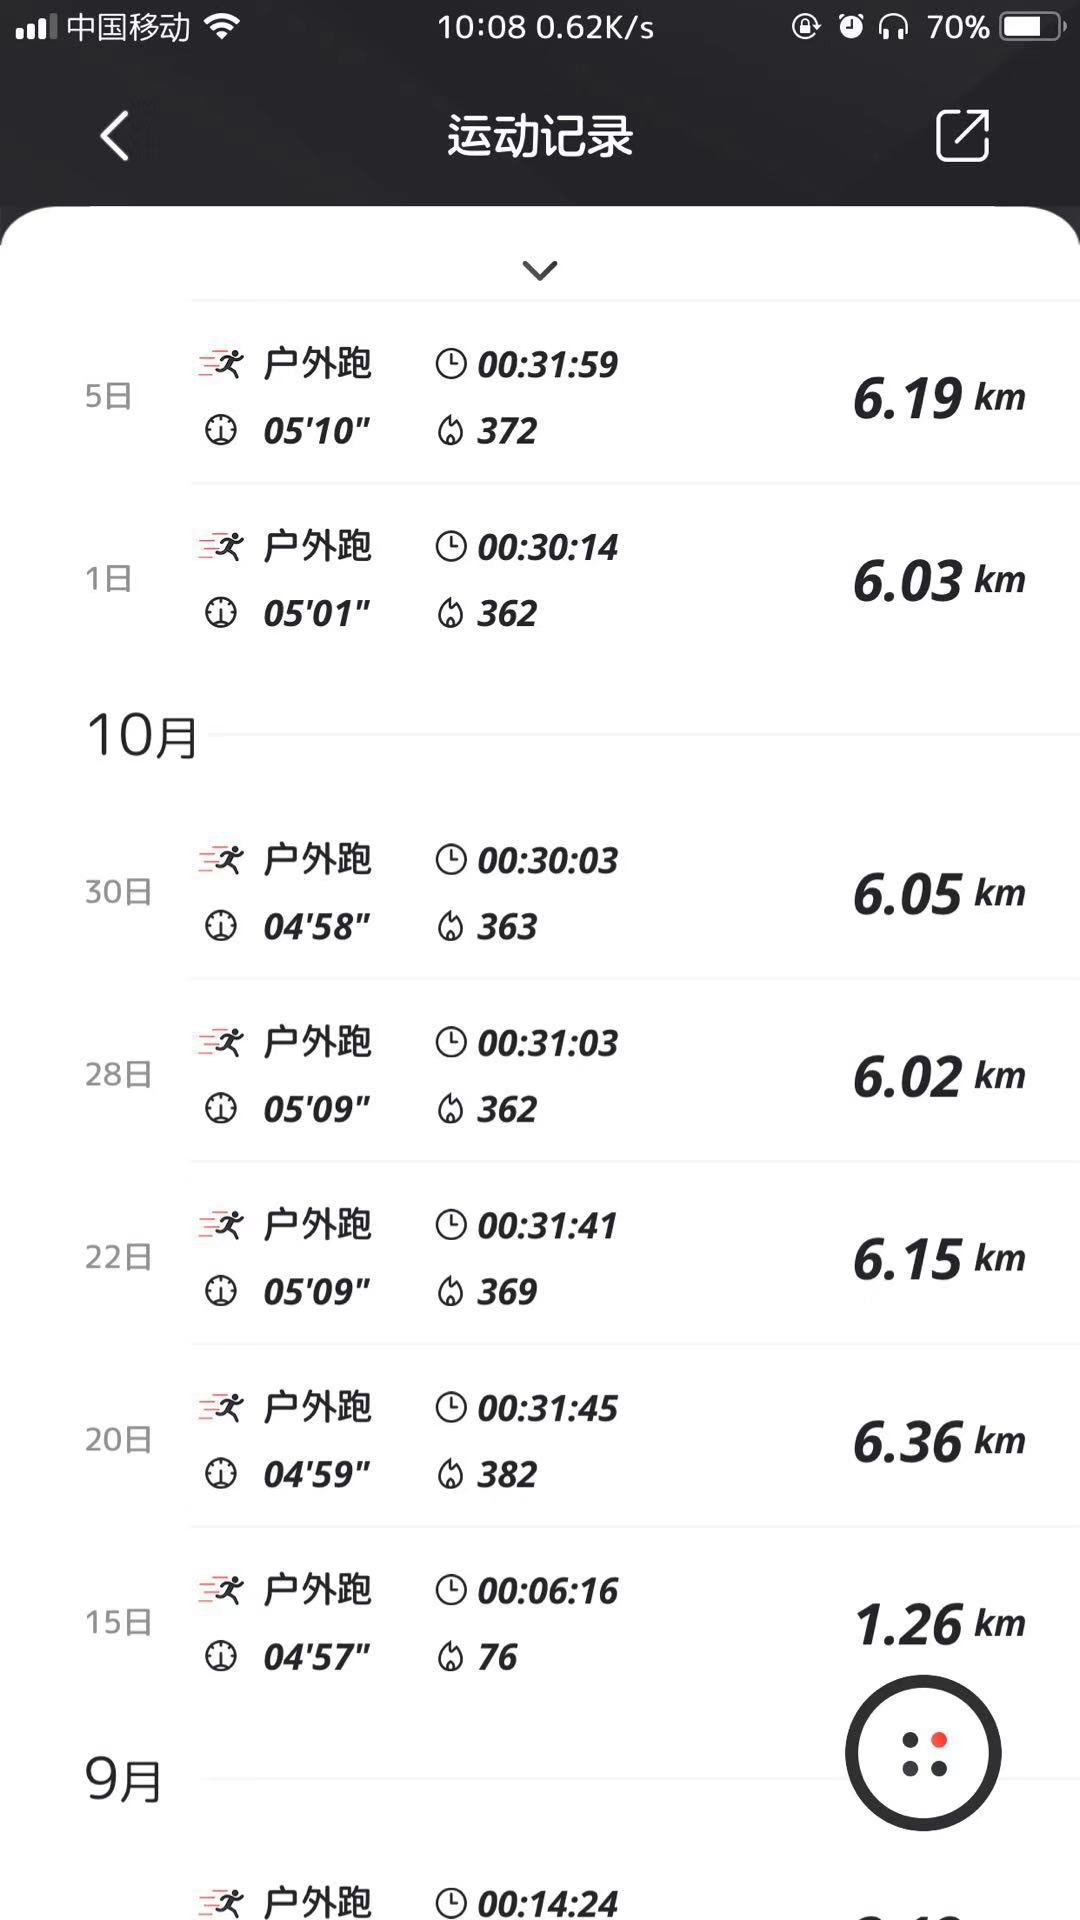 中国移动 10:08 0.62K/s 70%
运动记录
5日
户外跑 00:31:59
05'10" 372
6.19 km
1日
户外跑 00:30:14
05'01" 362
6.03 km
10月
30日
户外跑 00:30:03
04'58" 363
6.05 km
28日
户外跑 00:31:03
05'09" 362
6.02 km
22日
户外跑 00:31:41
05'09" 369
6.15 km
20日
户外跑 00:31:45
04'59" 382
6.36 km
15日
户外跑 00:06:16
04'57" 76
1.26 km
9月
户外跑 00:14:24